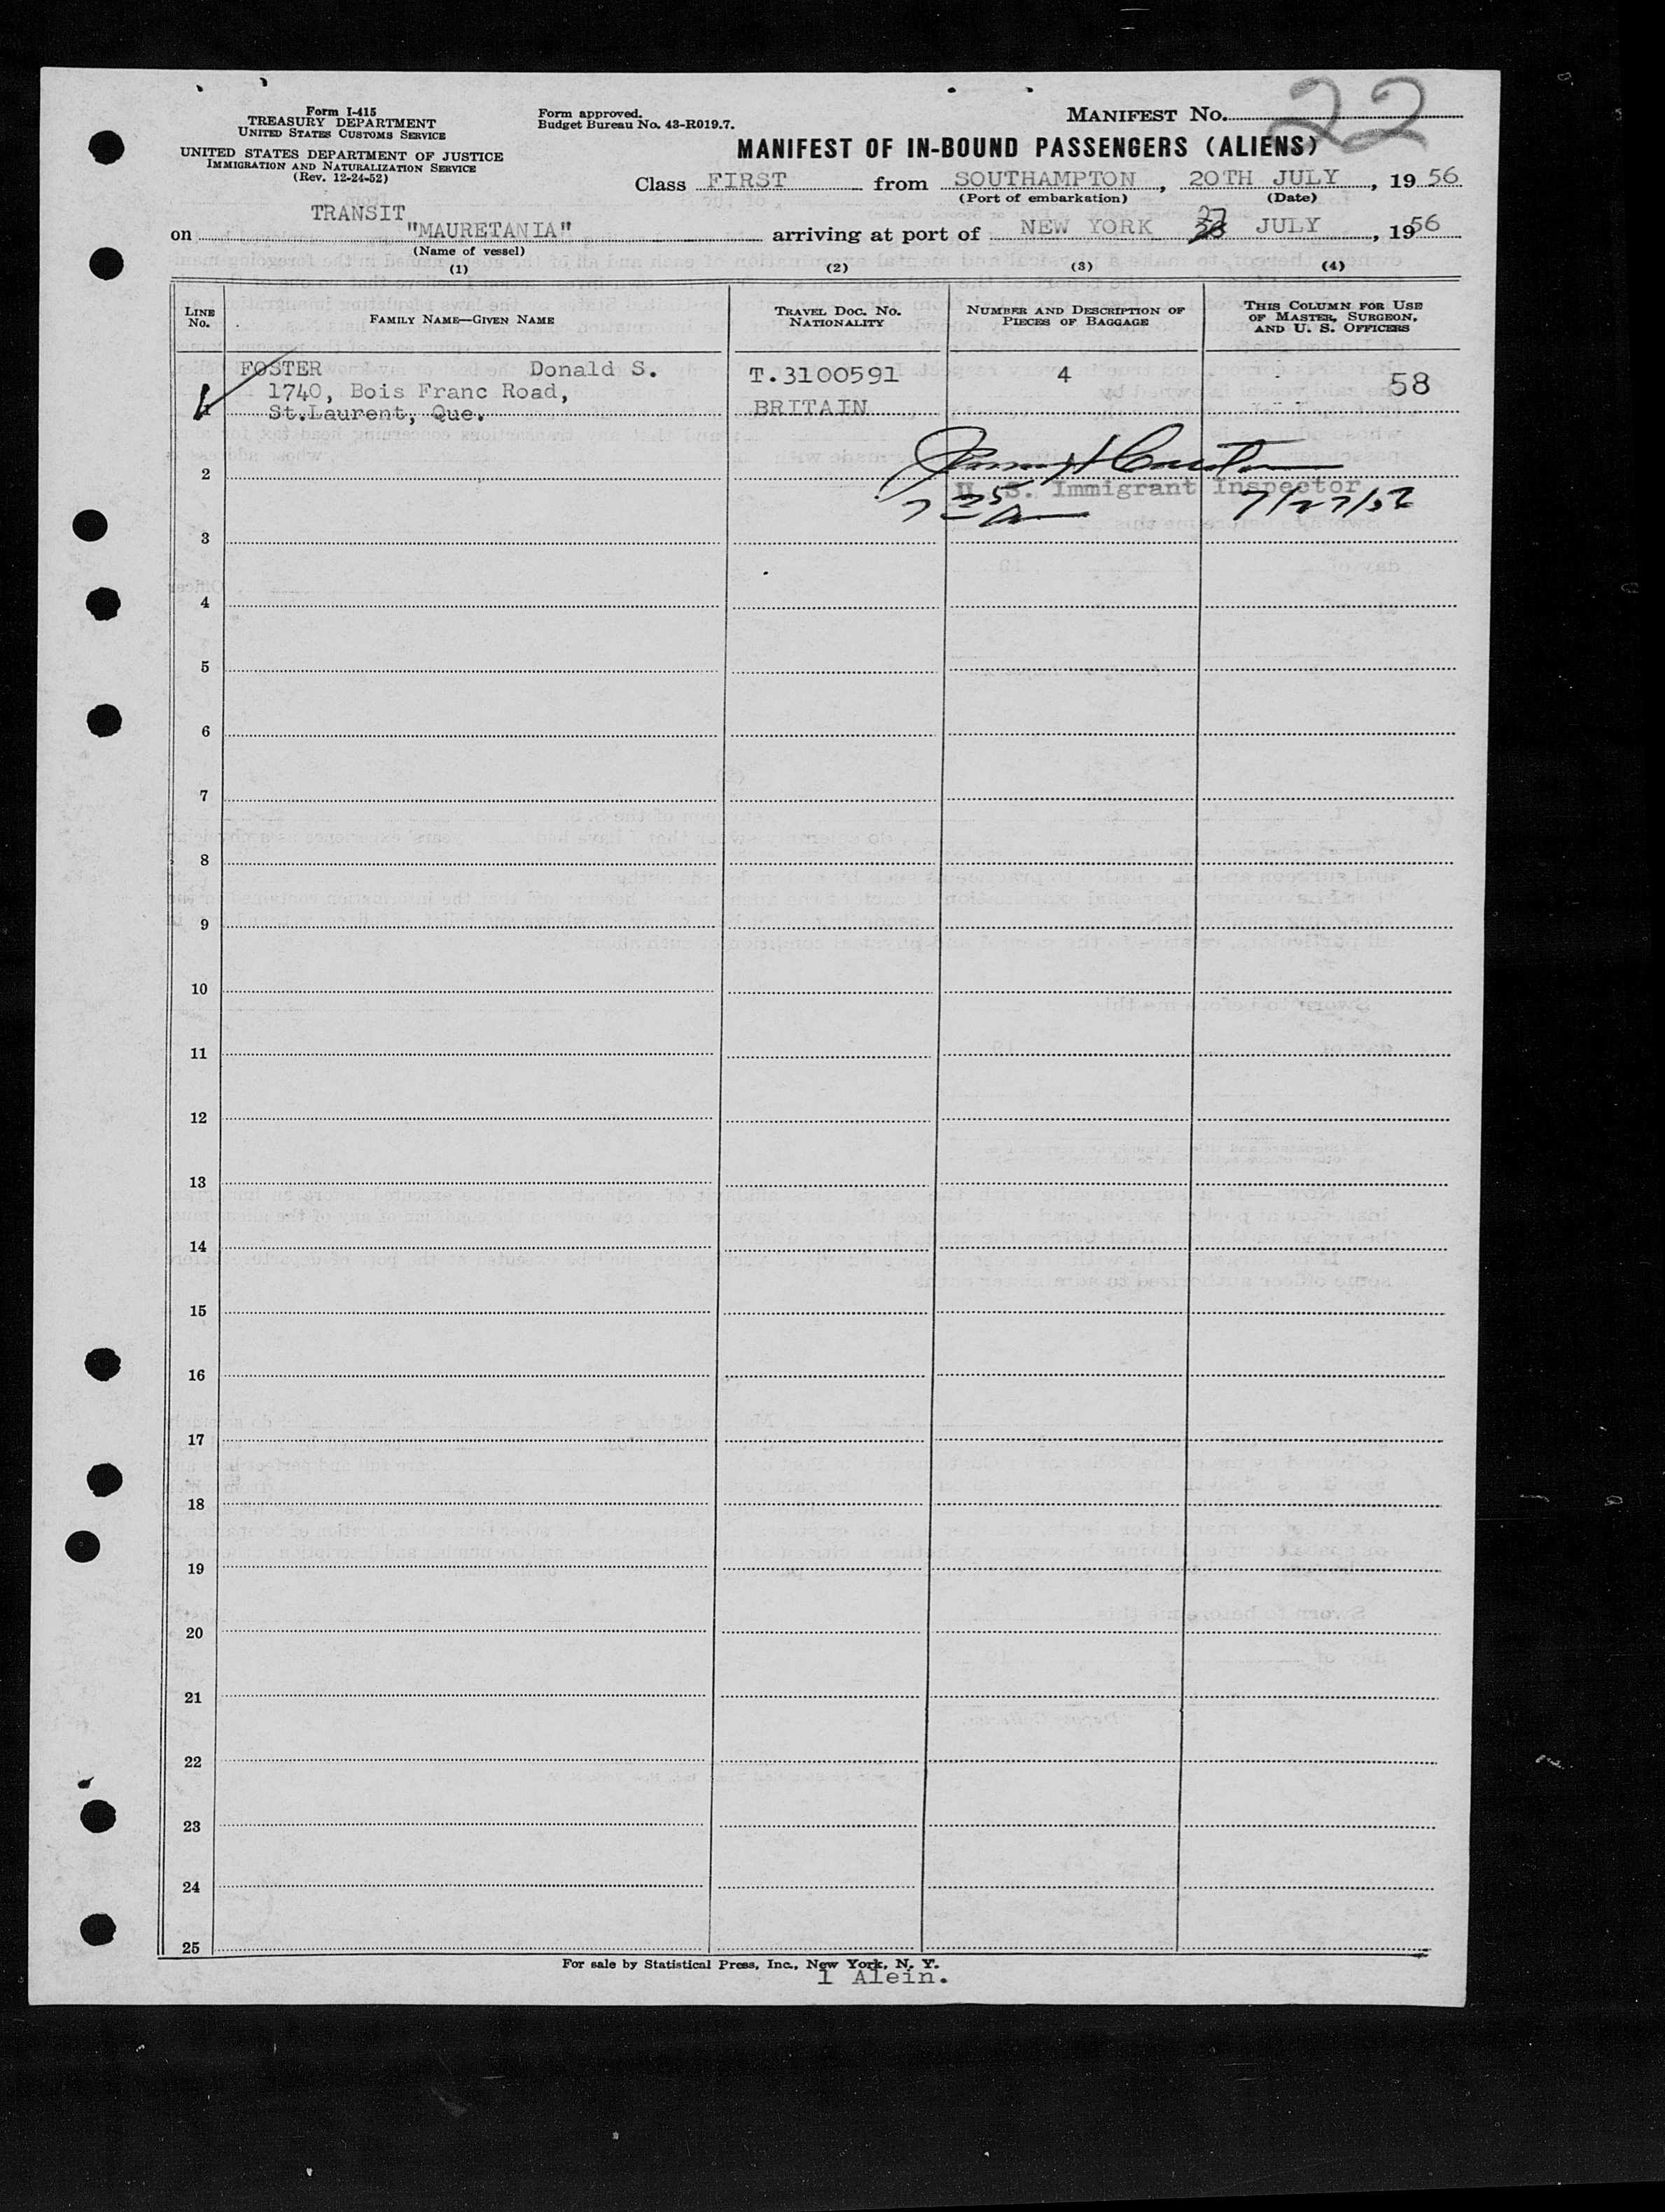 Form I-415
TREASURY DEPARTMENT
UNITED STATES CUSTOMS SERVICE
UNITED STATES DEPARTMENT OF JUSTICE
IMMIGRATION AND NATURALIZATION SERVICE
(Rev. 12-24-52)
Form approved.
Budget Bureau No. 43-R019.7.
MANIFEST NO. 22
MANIFEST OF IN-BOUND PASSENGERS (ALIENS)
Class FIRST from SOUTHAMPTON, 20TH JULY, 1956
(Port of embarkation) (Date)
TRANSIT
on "MAURETANIA" arriving at port of NEW YORK 27 JULY, 1956
(Name of vessel)
(1) (2) (3) (4)
LINE NO. FAMILY NAME—GIVEN NAME TRAVEL DOC. NO. NATIONALITY NUMBER AND DESCRIPTION OF PIECES OF BAGGAGE THIS COLUMN FOR USE OF MASTER, SURGEON, AND U. S. OFFICERS
FOSTER Donald S. T.3100591 4 58
1740, Bois Franc Road,
1 St.Laurent, Que. BRITAIN
2
U. S. Immigrant Inspector
7/27/56
3
4
5
6
7
8
9
10
11
12
13
14
15
16
17
18
19
20
21
22
23
24
25
For sale by Statistical Press, Inc., New York, N. Y.
1 Alein.